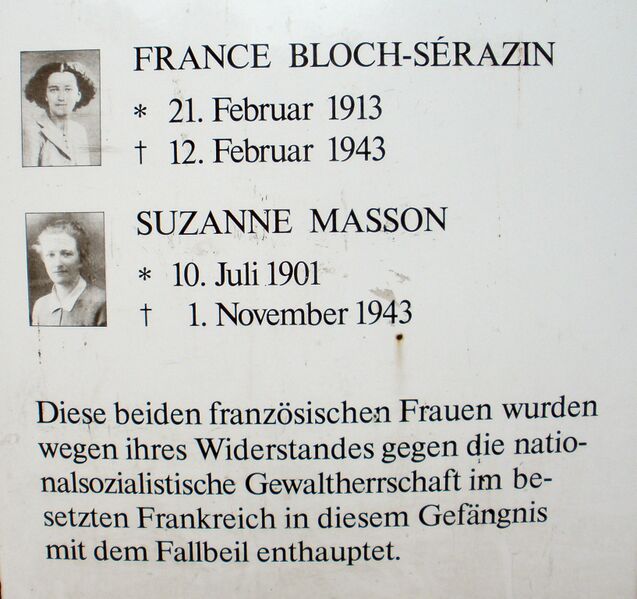 FRANCE BLOCH-SÉRAZIN
* 21. Februar 1913
† 12. Februar 1943
SUZANNE MASSON
* 10. Juli 1901
† 1. November 1943
Diese beiden französischen Frauen wurden
wegen ihres Widerstandes gegen die natio-
nalsozialistische Gewaltherrschaft im be-
setzten Frankreich in diesem Gefängnis
mit dem Fallbeil enthauptet.